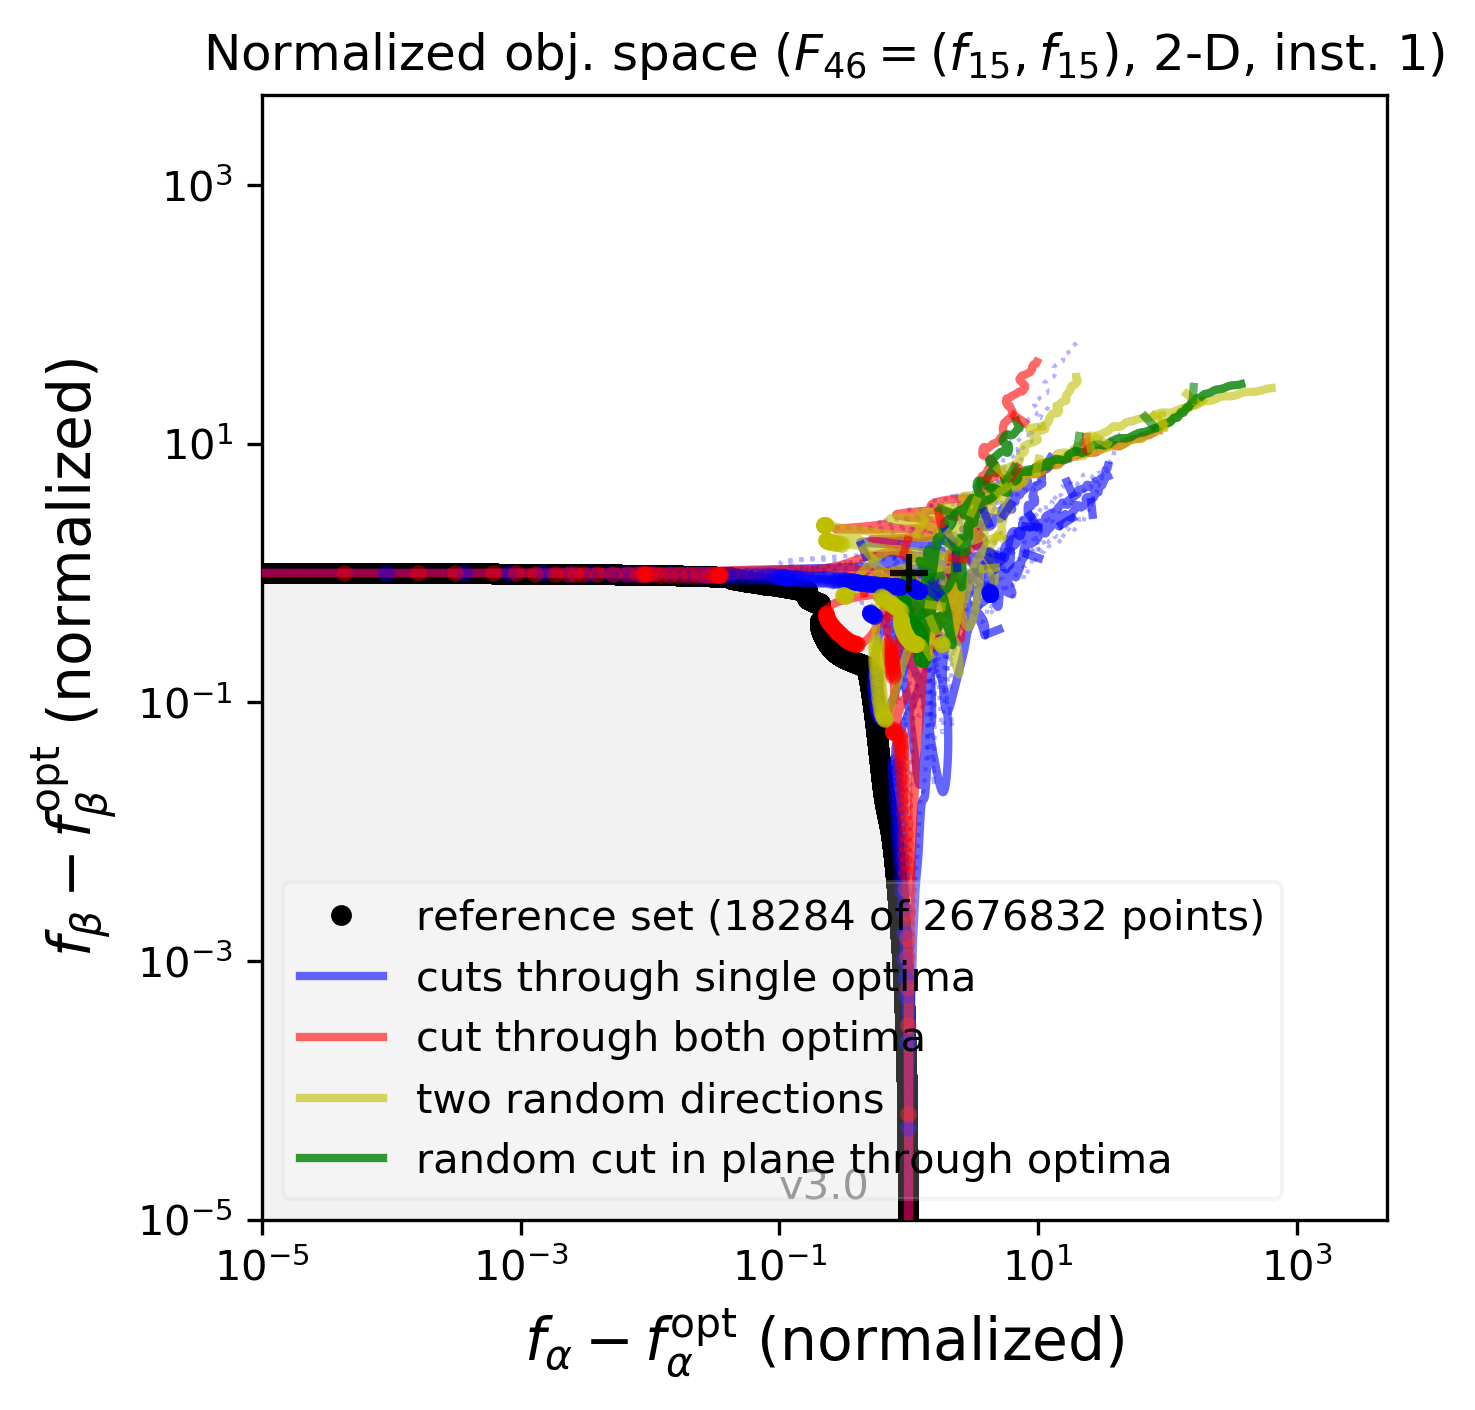 Normalized obj. space (F₄₆ = (f₁₅, f₁₅), 2-D, inst. 1)
10³
10¹
10⁻¹
10⁻³
10⁻⁵
f_β − f_β^opt (normalized)
reference set (18284 of 2676832 points)
cuts through single optima
cut through both optima
two random directions
random cut in plane through optima
v3.0
10⁻⁵ 10⁻³ 10⁻¹ 10¹ 10³
f_α − f_α^opt (normalized)